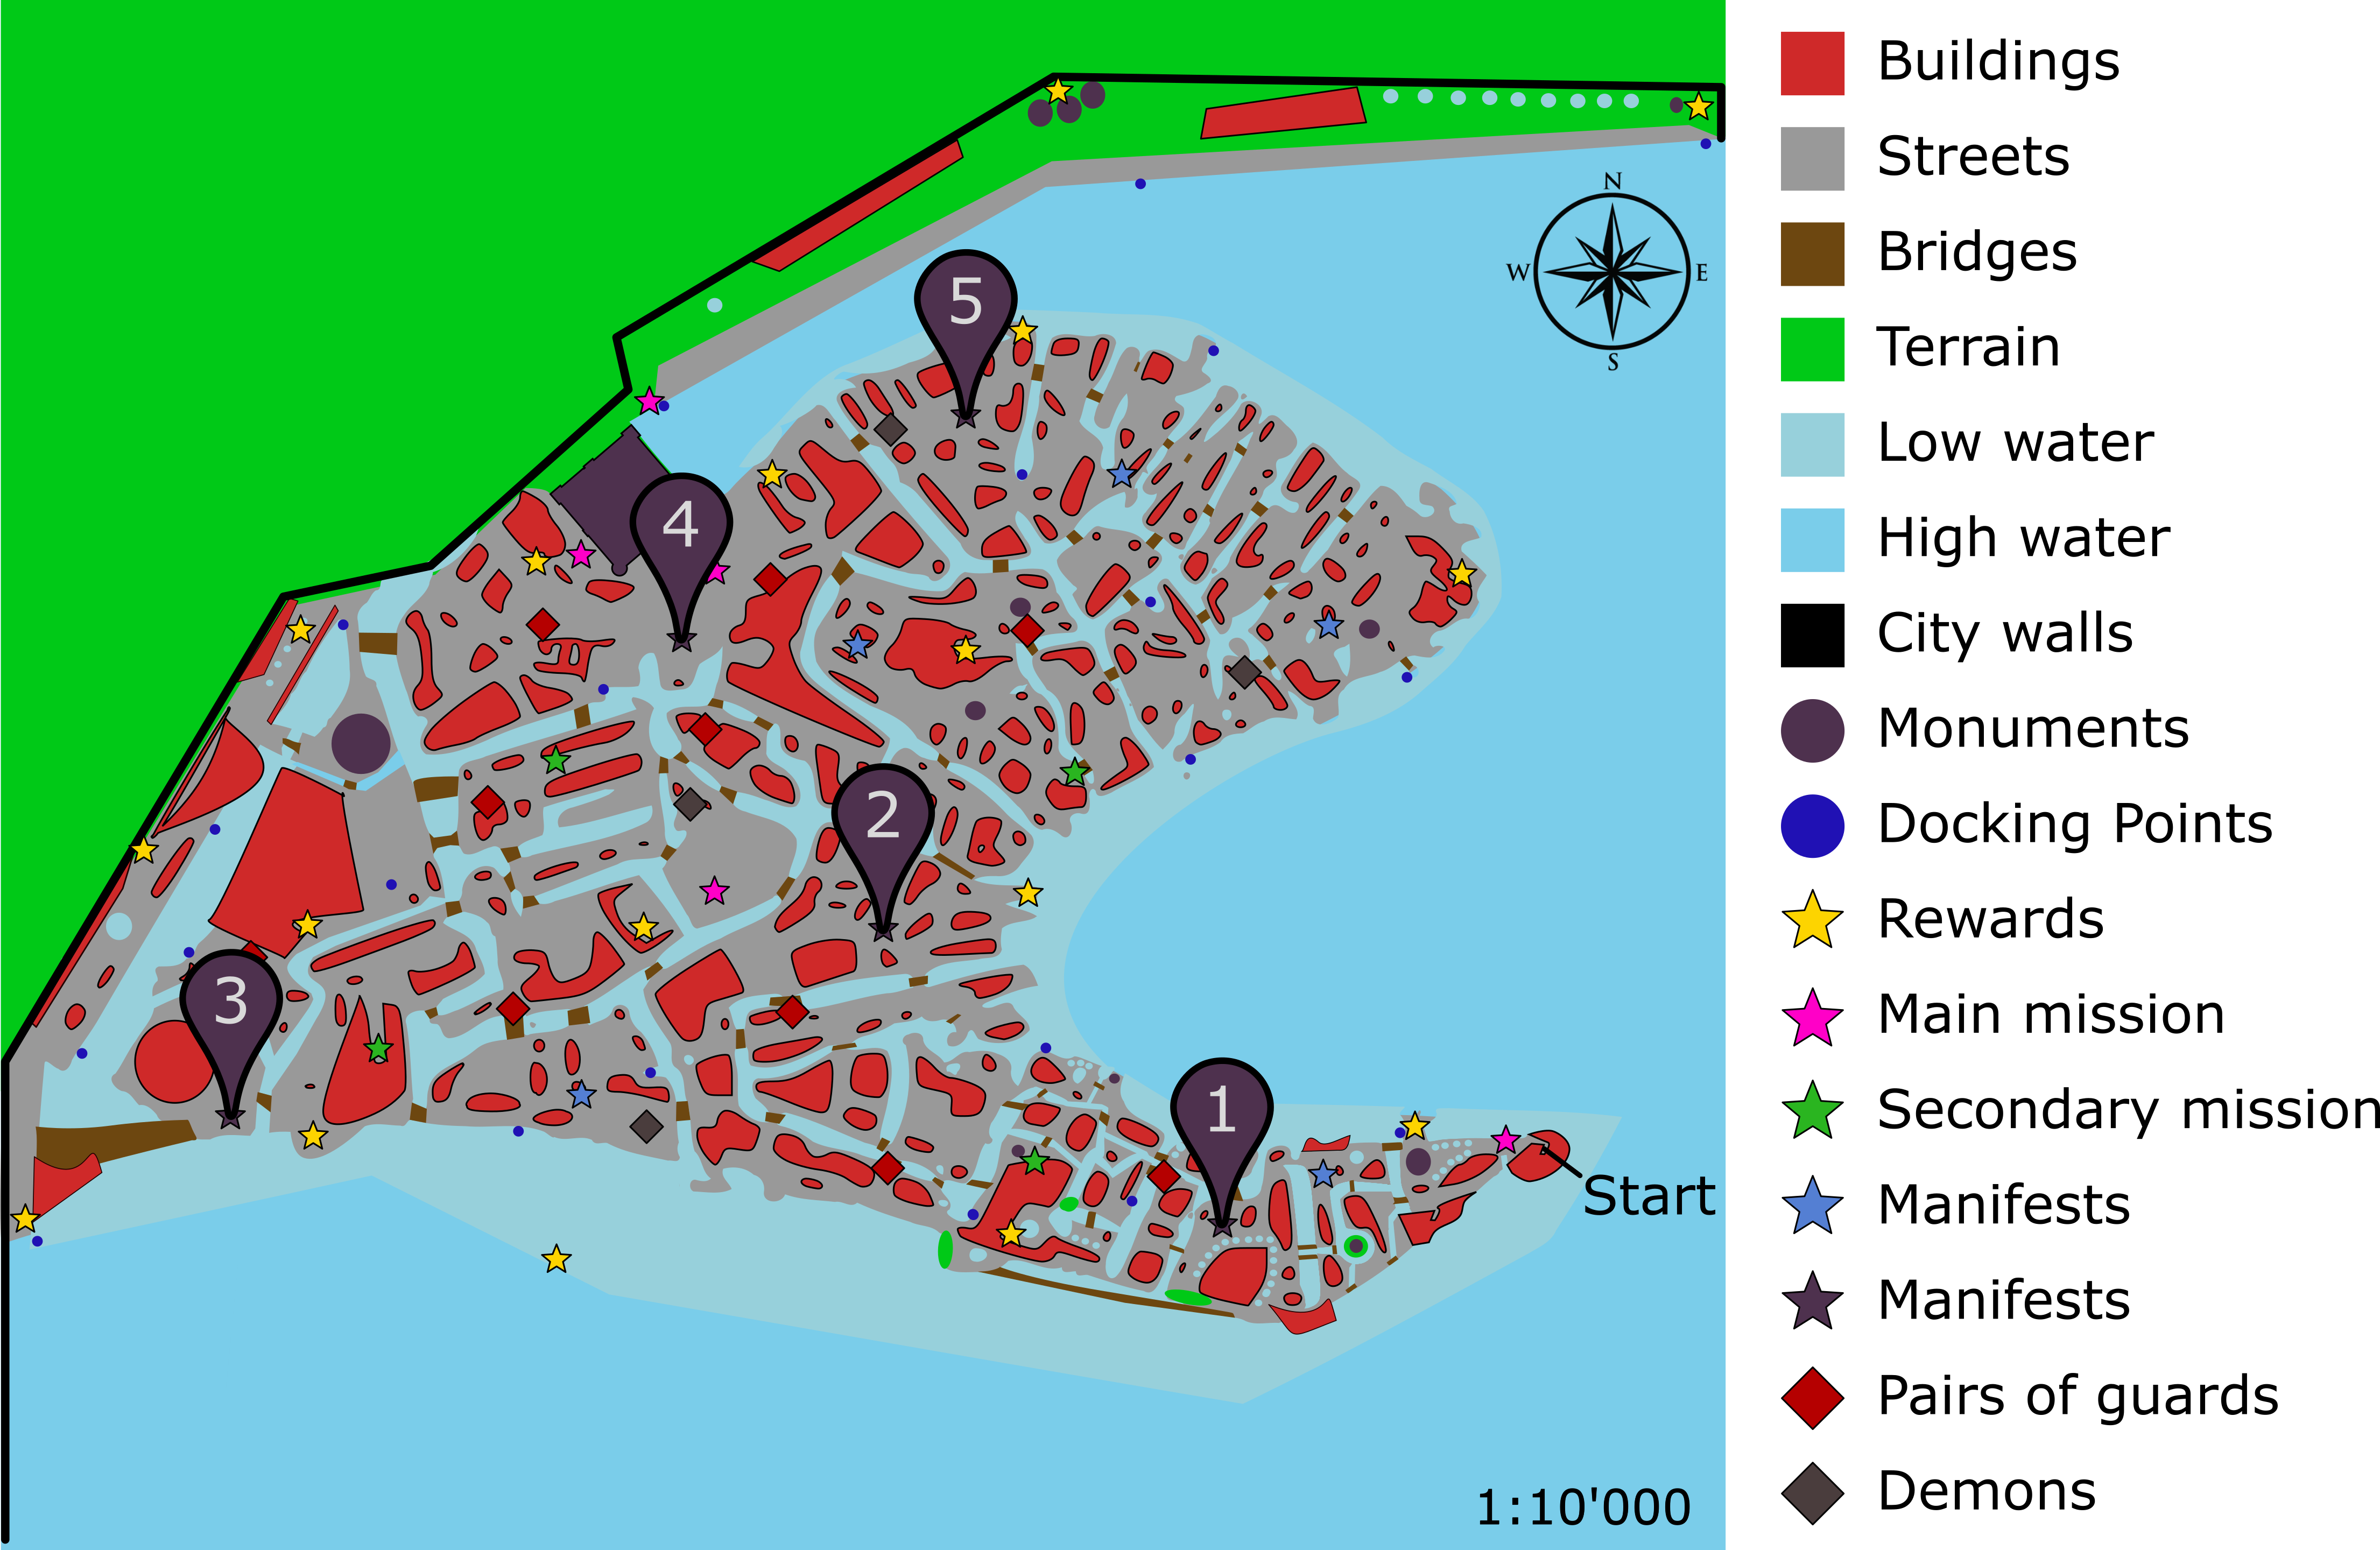 Buildings
Streets
Bridges
Terrain
Low water
High water
City walls
Monuments
Docking Points
Rewards
Main mission
Secondary mission
Manifests
Manifests
Pairs of guards
Demons
N
W E
S
5
4
2
3
1
Start
1:10'000